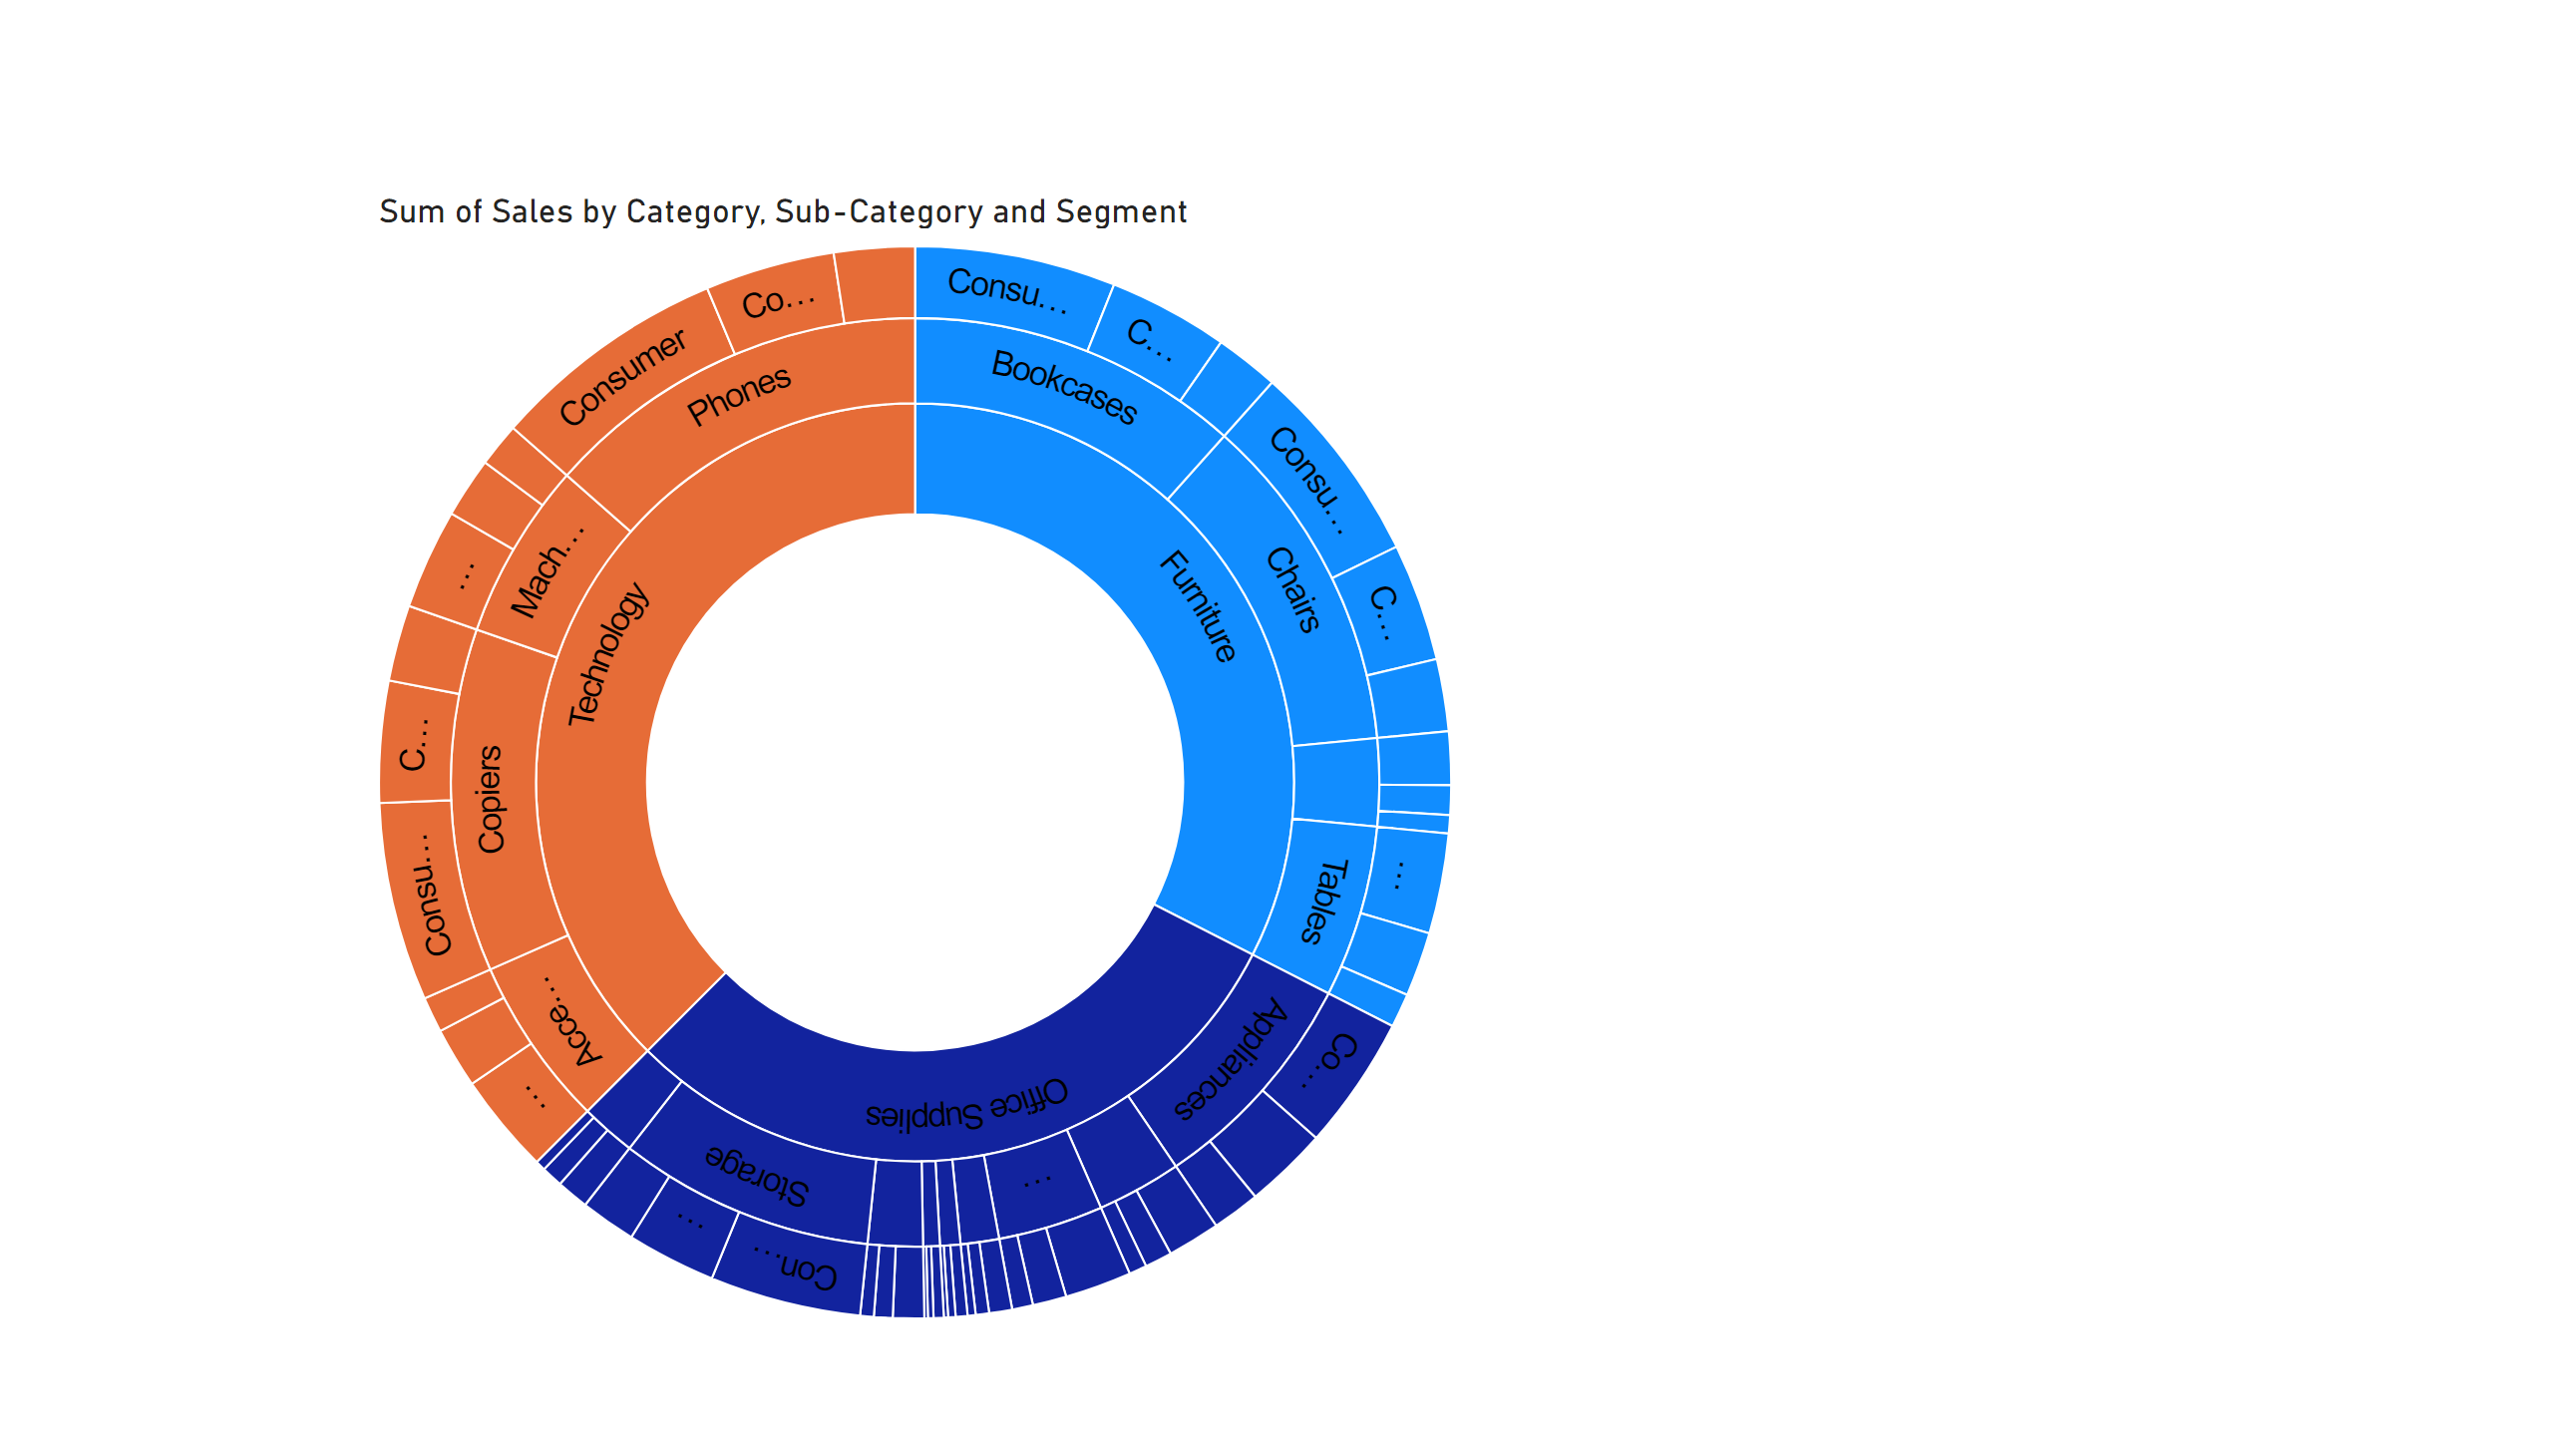 Sum of Sales by Category, Sub-Category and Segment
Consu...
C...
Bookcases
Consu...
Chairs
C...
Furniture
...
Tables
Appliances
Co...
Office Supplies
...
Storage
...
Con...
Technology
Phones
Consumer
Co...
Mach...
...
Copiers
C...
Consu...
Acce...
...